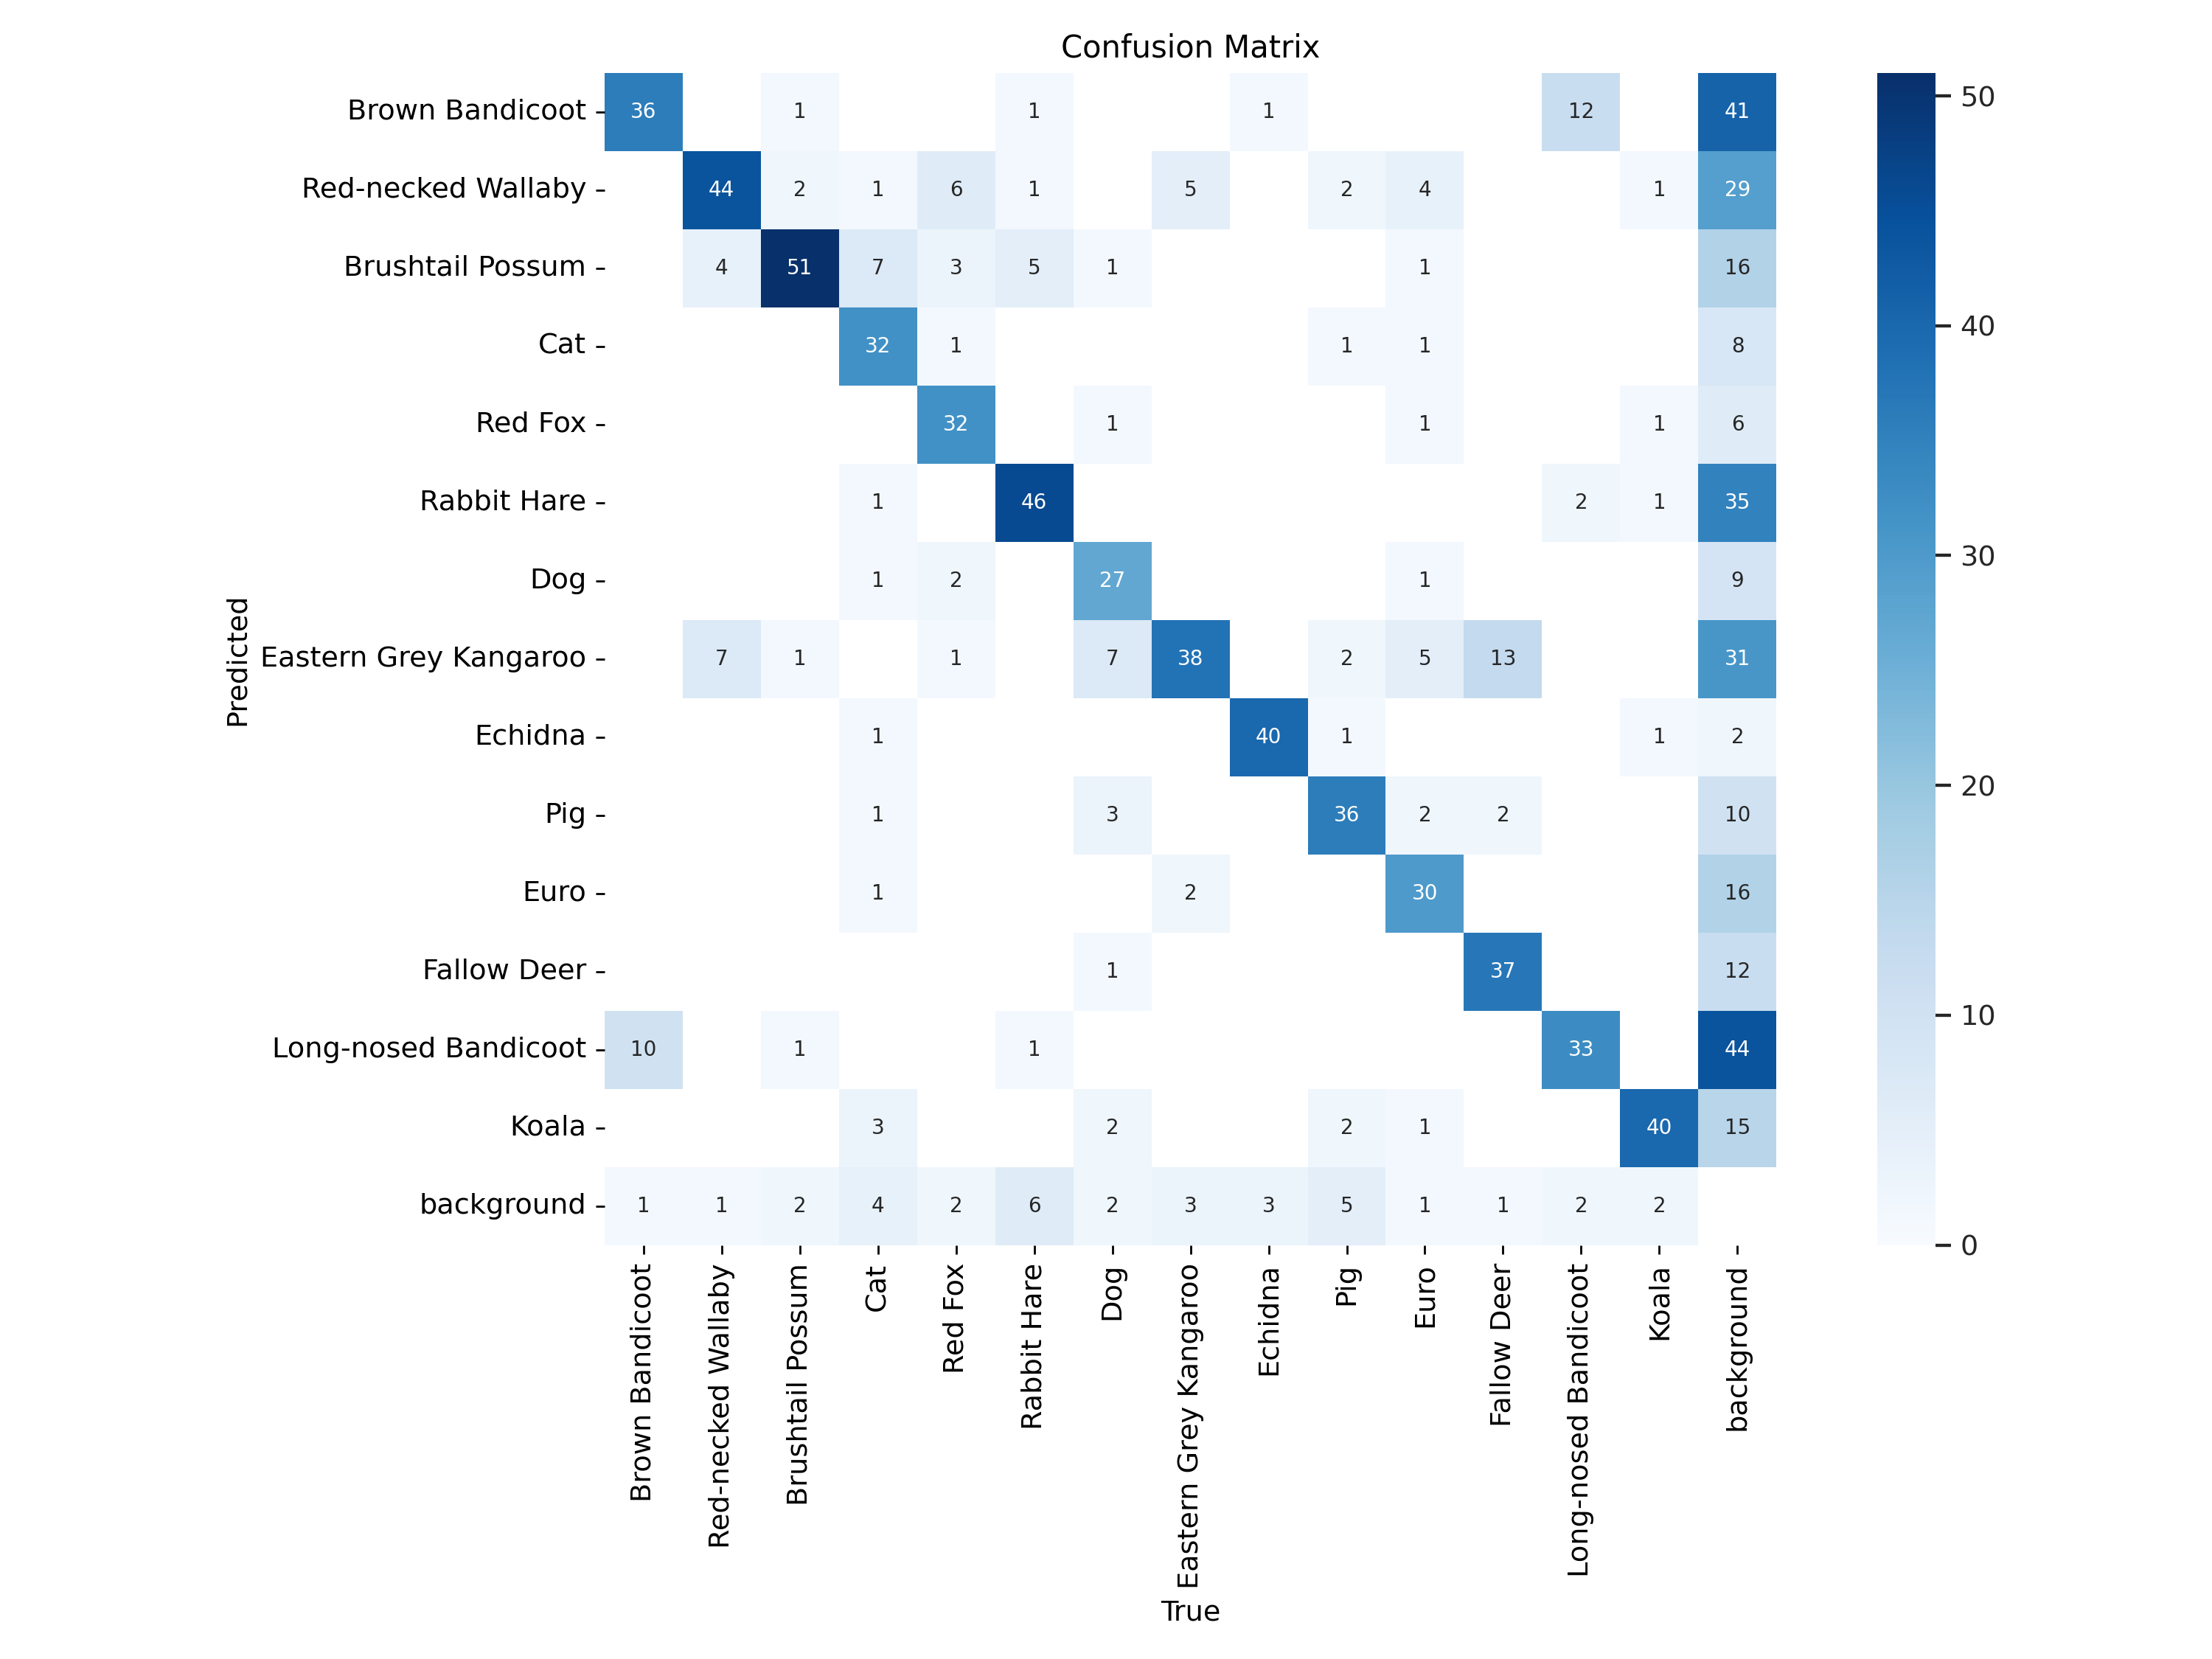 Confusion Matrix
Brown Bandicoot 36 1 1 1 12 41
Red-necked Wallaby 44 2 1 6 1 5 2 4 1 29
Brushtail Possum 4 51 7 3 5 1 1 16
Cat 32 1 1 1 8
Red Fox 32 1 1 1 6
Rabbit Hare 1 46 2 1 35
Dog 1 2 27 1 9
Eastern Grey Kangaroo 7 1 1 7 38 2 5 13 31
Echidna 1 40 1 1 2
Pig 1 3 36 2 2 10
Euro 1 2 30 16
Fallow Deer 1 37 12
Long-nosed Bandicoot 10 1 1 33 44
Koala 3 2 2 1 40 15
background 1 1 2 4 2 6 2 3 3 5 1 1 2 2
Predicted
Brown Bandicoot
Red-necked Wallaby
Brushtail Possum
Cat
Red Fox
Rabbit Hare
Dog
Eastern Grey Kangaroo
Echidna
Pig
Euro
Fallow Deer
Long-nosed Bandicoot
Koala
background
True
50
40
30
20
10
0